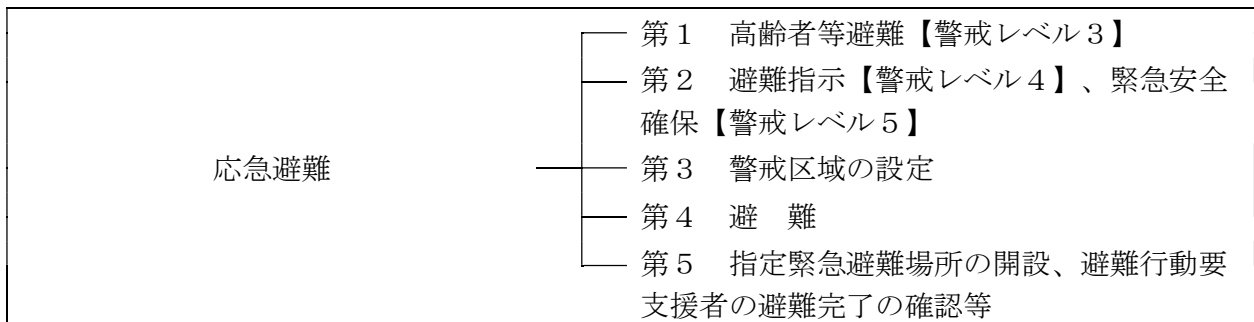 第１　高齢者等避難【警戒レベル３】
第２　避難指示【警戒レベル４】、緊急安全
確保【警戒レベル５】
応急避難
第３　警戒区域の設定
第４　避　難
第５　指定緊急避難場所の開設、避難行動要
支援者の避難完了の確認等